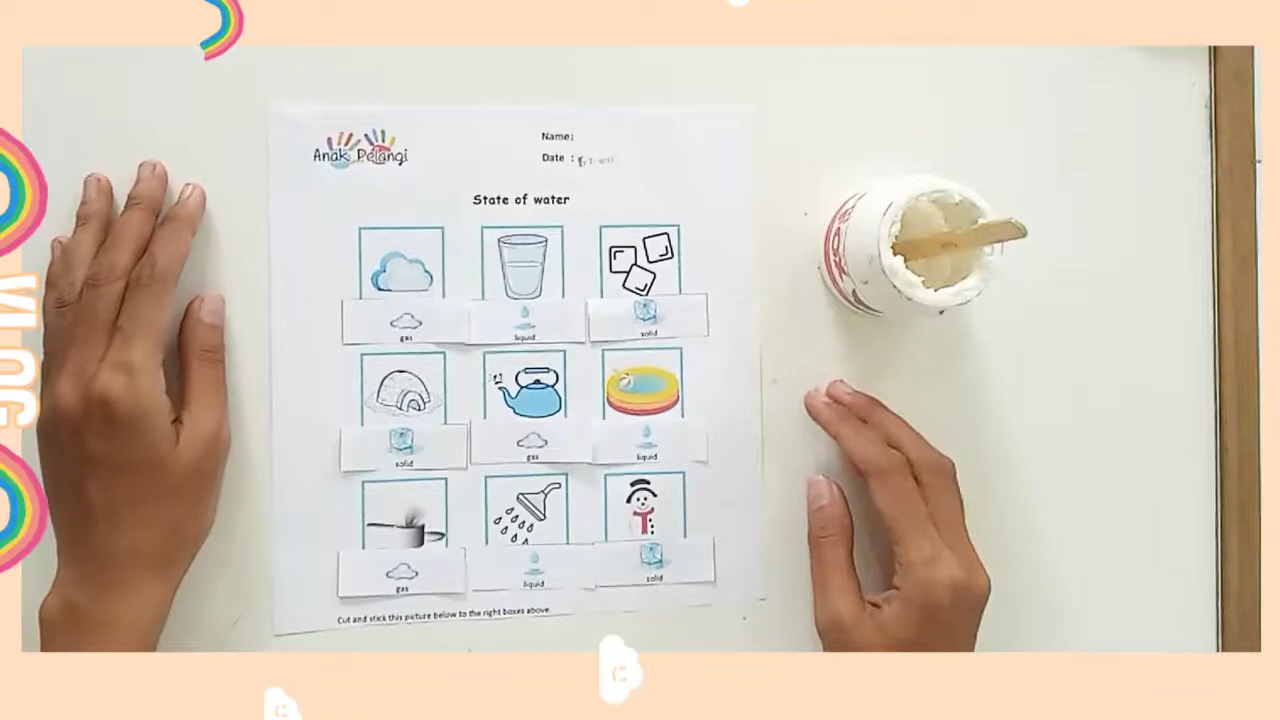 Anak Pelangi
Name:
Date :
State of water
gas
liquid
solid
solid
gas
liquid
gas
liquid
solid
Cut and stick this picture below to the right boxes above.
VLOG